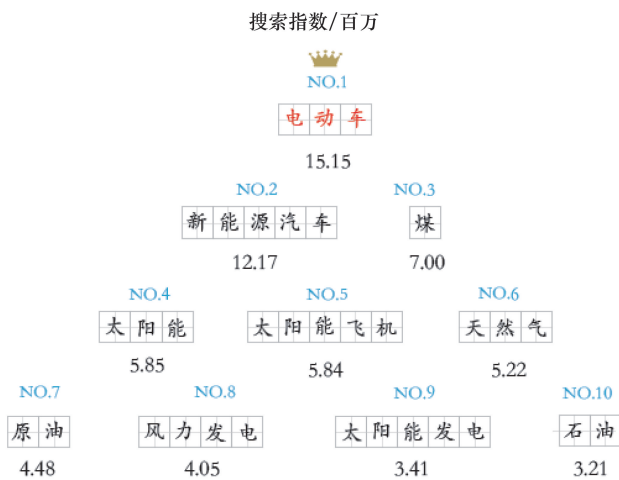 搜索指数/百万
NO.1
电动车
15.15
NO.2 NO.3
新能源汽车 煤
12.17 7.00
NO.4 NO.5 NO.6
太阳能 太阳能飞机 天然气
5.85 5.84 5.22
NO.7 NO.8 NO.9 NO.10
原油 风力发电 太阳能发电 石油
4.48 4.05 3.41 3.21